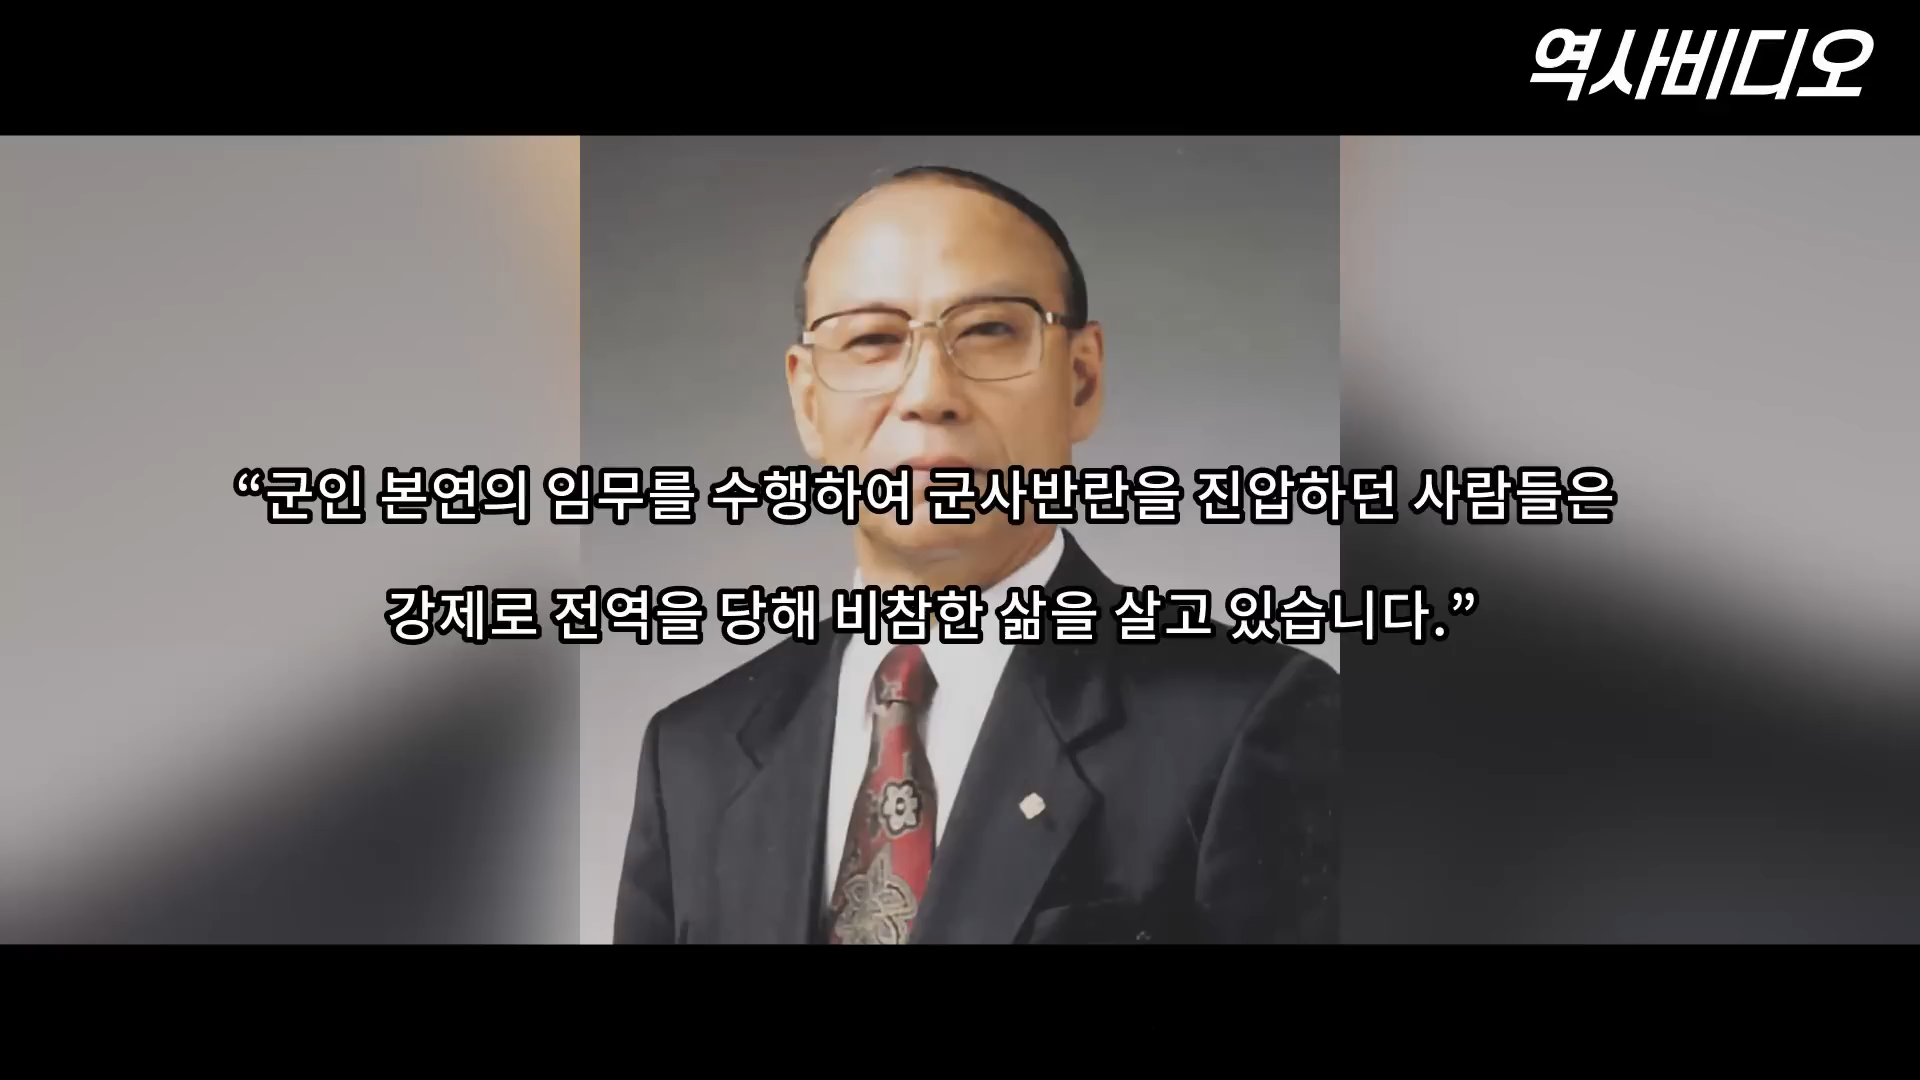 역사비디오
“군인 본연의 임무를 수행하여 군사반란을 진압하던 사람들은
강제로 전역을 당해 비참한 삶을 살고 있습니다.”